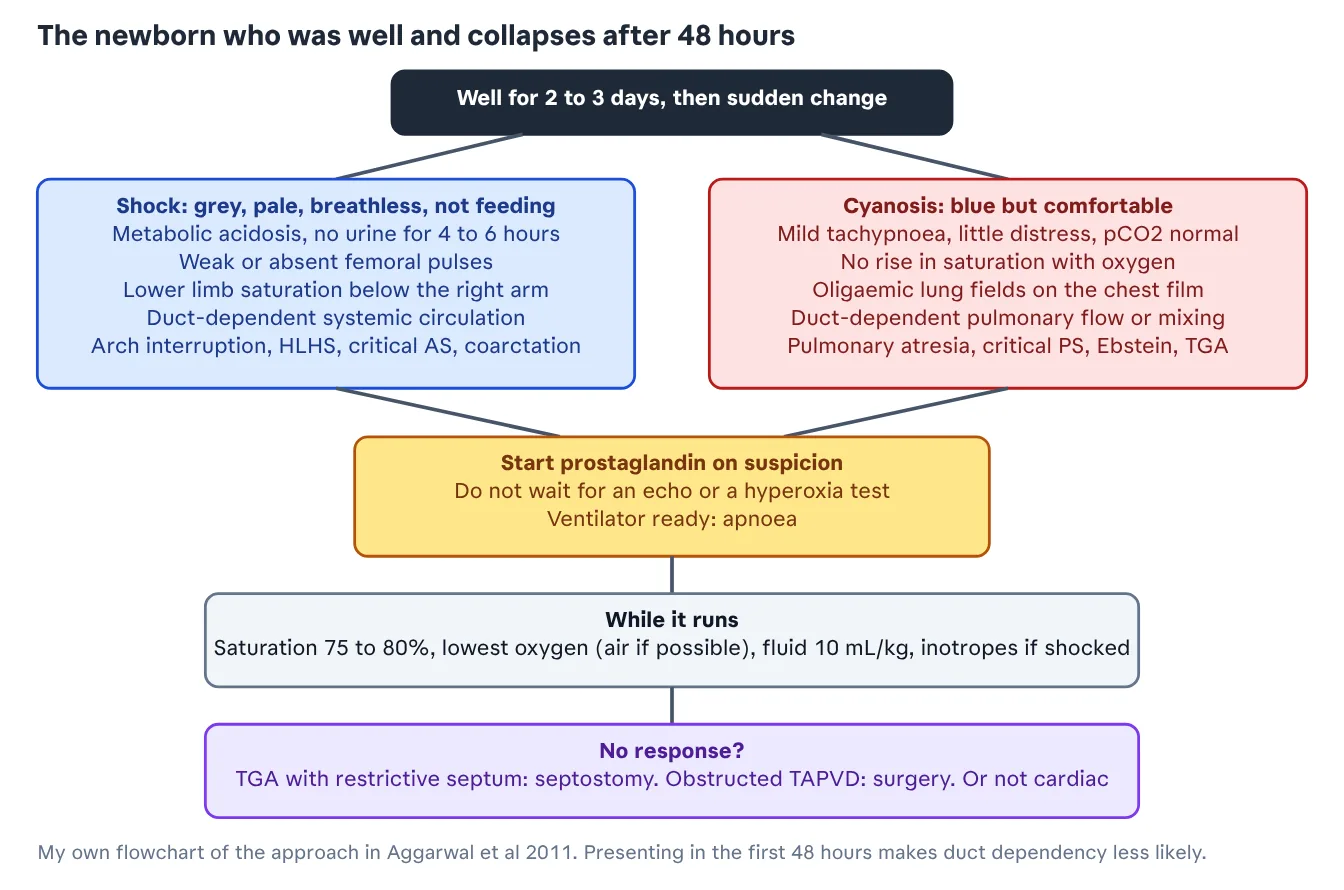 The newborn who was well and collapses after 48 hours
Well for 2 to 3 days, then sudden change
Shock: grey, pale, breathless, not feeding
Metabolic acidosis, no urine for 4 to 6 hours
Weak or absent femoral pulses
Lower limb saturation below the right arm
Duct-dependent systemic circulation
Arch interruption, HLHS, critical AS, coarctation
Cyanosis: blue but comfortable
Mild tachypnoea, little distress, pCO2 normal
No rise in saturation with oxygen
Oligaemic lung fields on the chest film
Duct-dependent pulmonary flow or mixing
Pulmonary atresia, critical PS, Ebstein, TGA
Start prostaglandin on suspicion
Do not wait for an echo or a hyperoxia test
Ventilator ready: apnoea
While it runs
Saturation 75 to 80%, lowest oxygen (air if possible), fluid 10 mL/kg, inotropes if shocked
No response?
TGA with restrictive septum: septostomy. Obstructed TAPVD: surgery. Or not cardiac
My own flowchart of the approach in Aggarwal et al 2011. Presenting in the first 48 hours makes duct dependency less likely.